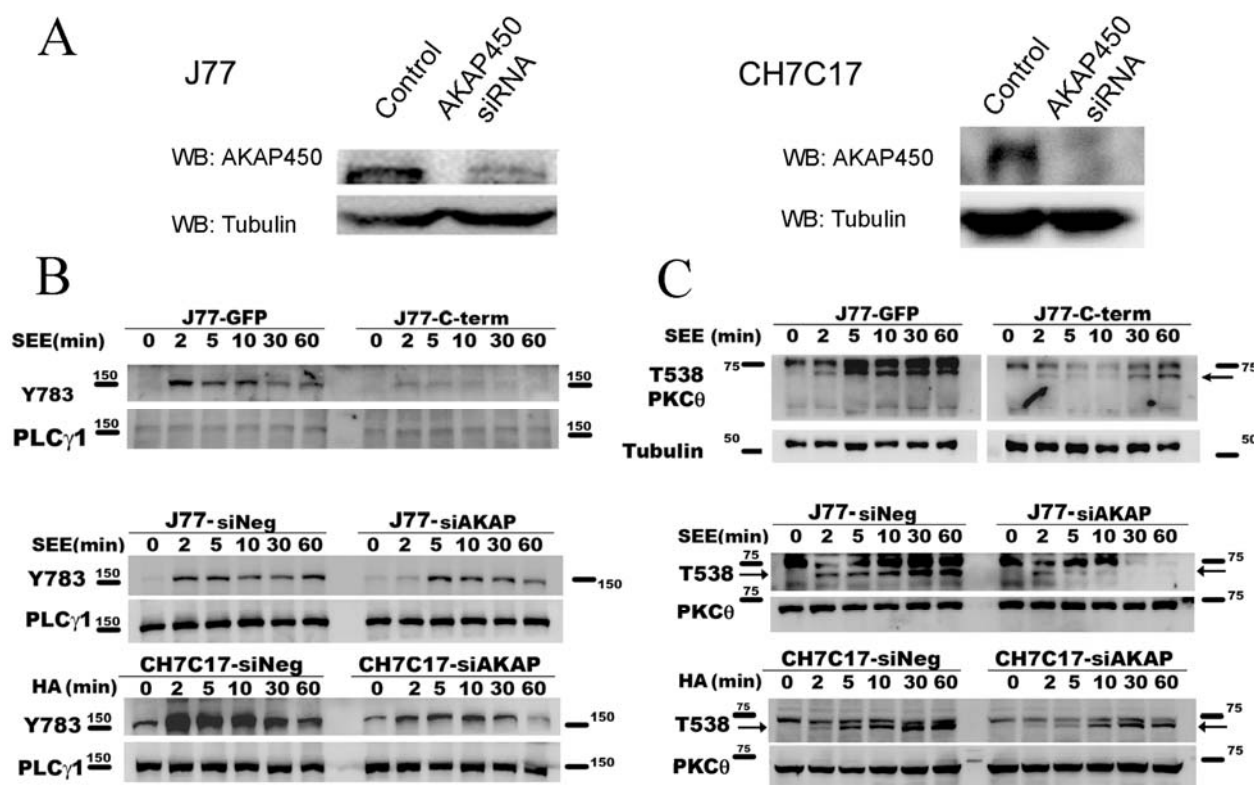 A
J77
Control
AKAP450
siRNA
WB: AKAP450
WB: Tubulin
CH7C17
Control
AKAP450
siRNA
WB: AKAP450
WB: Tubulin
B
J77-GFP J77-C-term
SEE(min) 0 2 5 10 30 60 0 2 5 10 30 60
Y783 150 150
PLCγ1 150 150
J77-siNeg J77-siAKAP
SEE(min) 0 2 5 10 30 60 0 2 5 10 30 60
Y783 150 150
PLCγ1 150
CH7C17-siNeg CH7C17-siAKAP
HA (min) 0 2 5 10 30 60 0 2 5 10 30 60
Y783 150 150
PLCγ1 150 150
C
J77-GFP J77-C-term
SEE (min) 0 2 5 10 30 60 0 2 5 10 30 60
T538 75 75
PKCθ
Tubulin 50 50
J77-siNeg J77-siAKAP
SEE(min) 0 2 5 10 30 60 0 2 5 10 30 60
T538 75 75
PKCθ 75 75
CH7C17-siNeg CH7C17-siAKAP
HA (min) 0 2 5 10 30 60 0 2 5 10 30 60
T538 75 75
PKCθ 75 75